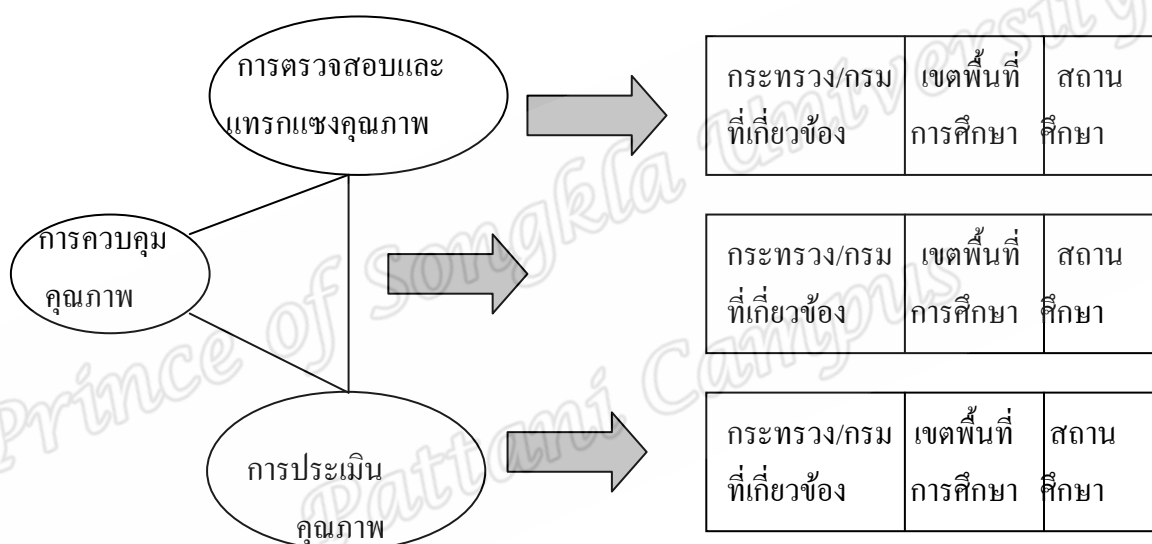 การตรวจสอบและ
แทรกแซงคุณภาพ
กระทรวง/กรม เขตพื้นที่ สถาน
ที่เกี่ยวข้อง การศึกษา ศึกษา
การควบคุม
คุณภาพ
กระทรวง/กรม เขตพื้นที่ สถาน
ที่เกี่ยวข้อง การศึกษา ศึกษา
การประเมิน
คุณภาพ
กระทรวง/กรม เขตพื้นที่ สถาน
ที่เกี่ยวข้อง การศึกษา ศึกษา
Prince of Songkla University
Pattani Campus